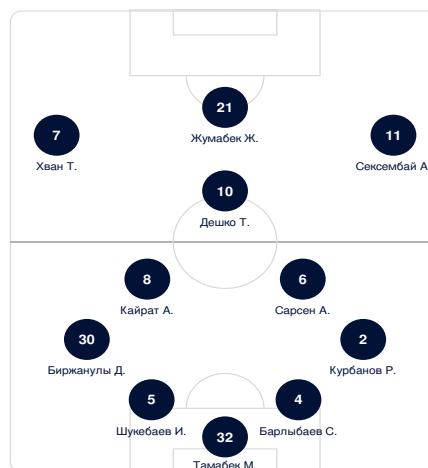 21
Жумабек Ж.
7
Хван Т.
11
Сексембай А
10
Дешко Т.
8
Кайрат А.
6
Сарсен А.
30
Биржанулы Д.
2
Курбанов Р.
5
Шукебаев И.
4
Барлыбаев С.
32
Тамабек М.